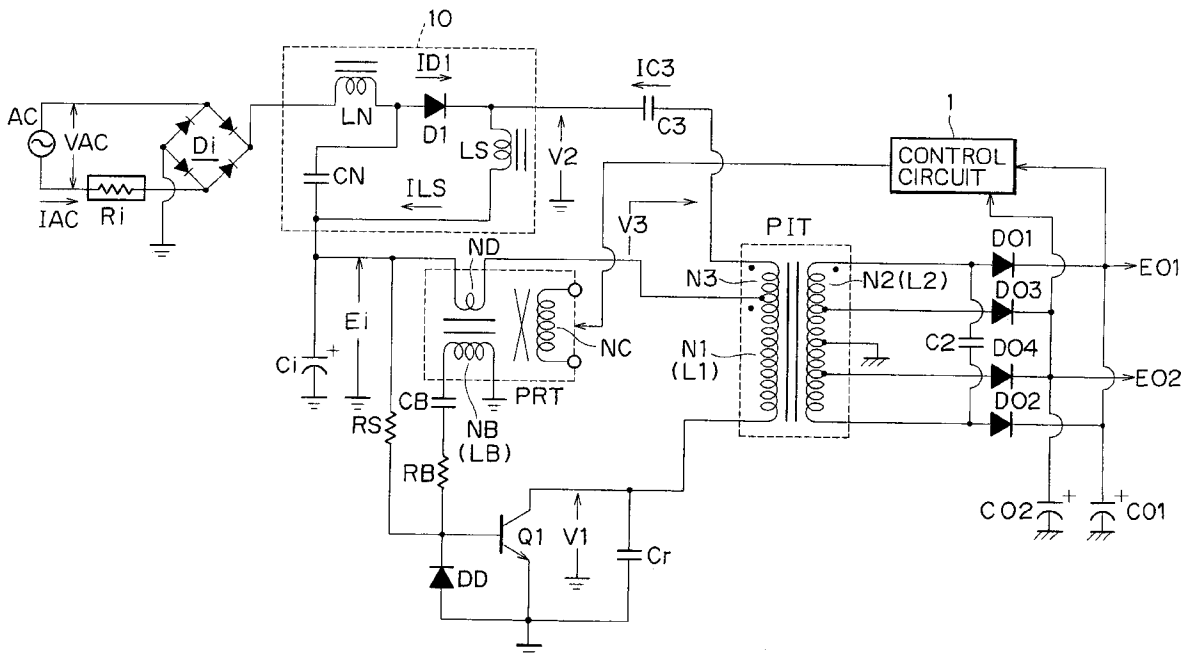 10
ID1
IC3
LN
D1
C3
1
AC
VAC
Di
LS
V2
CONTROL
CIRCUIT
CN
ILS
IAC
Ri
V3
PIT
ND
DO1
EO1
N3
N2(L2)
DO3
Ei
NC
C2
Ci
N1
(L1)
DO4
EO2
CB
PRT
DO2
RS
NB
(LB)
RB
CO2
CO1
Q1
V1
Cr
DD